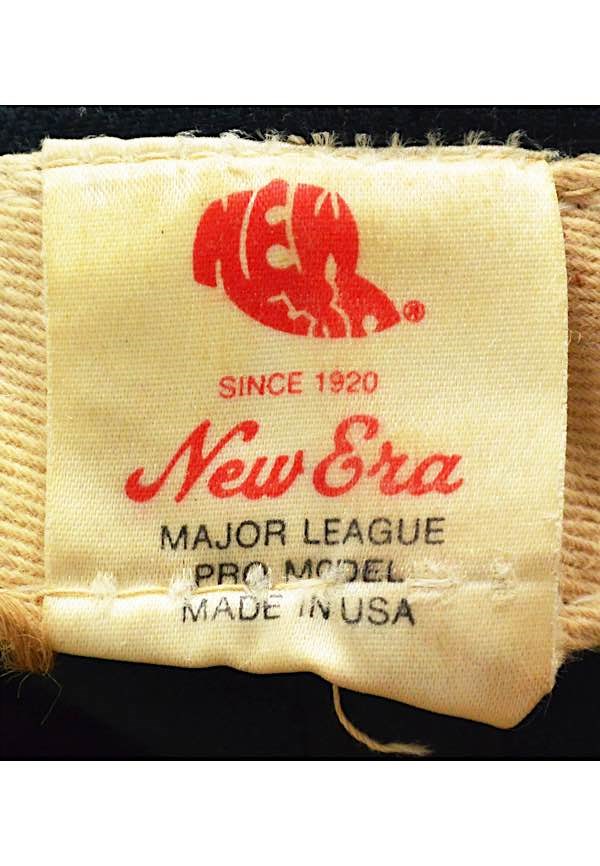 NEW ERA ®
SINCE 1920
New Era
MAJOR LEAGUE
PRO MODEL
MADE IN USA